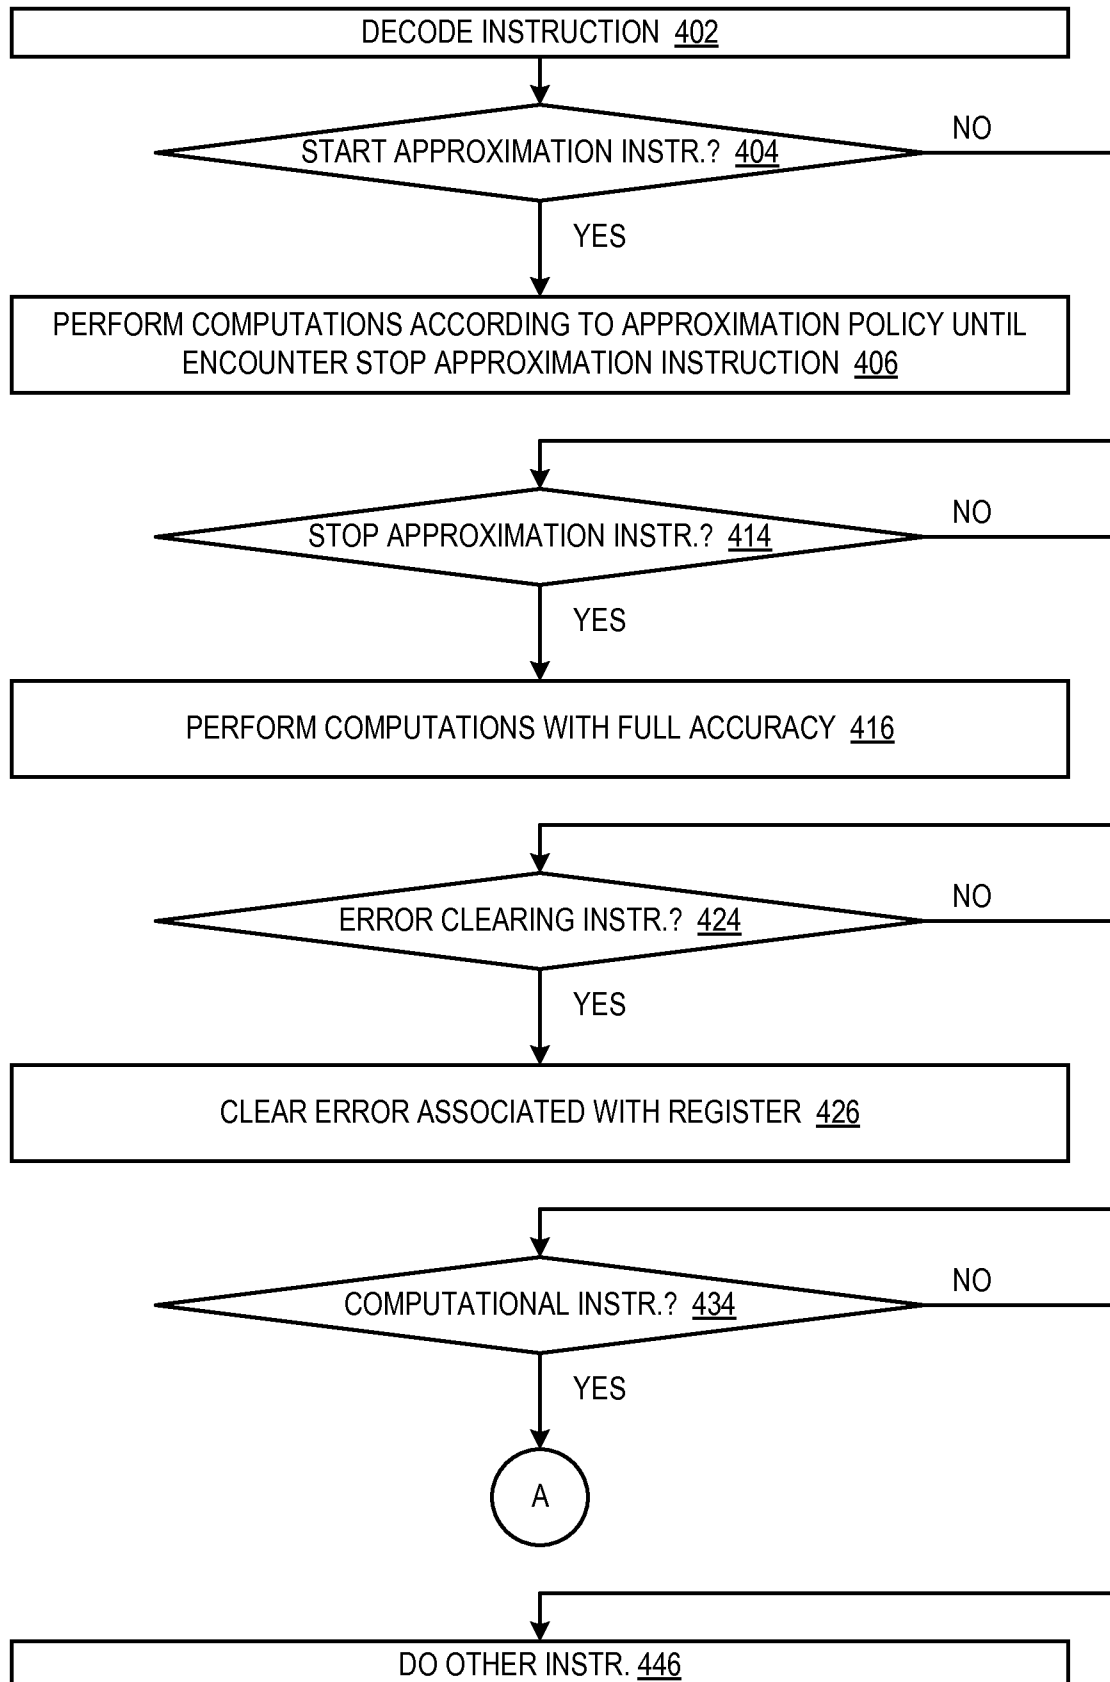 DECODE INSTRUCTION 402
START APPROXIMATION INSTR.? 404
NO
YES
PERFORM COMPUTATIONS ACCORDING TO APPROXIMATION POLICY UNTIL
ENCOUNTER STOP APPROXIMATION INSTRUCTION 406
STOP APPROXIMATION INSTR.? 414
NO
YES
PERFORM COMPUTATIONS WITH FULL ACCURACY 416
ERROR CLEARING INSTR.? 424
NO
YES
CLEAR ERROR ASSOCIATED WITH REGISTER 426
COMPUTATIONAL INSTR.? 434
NO
YES
A
DO OTHER INSTR. 446